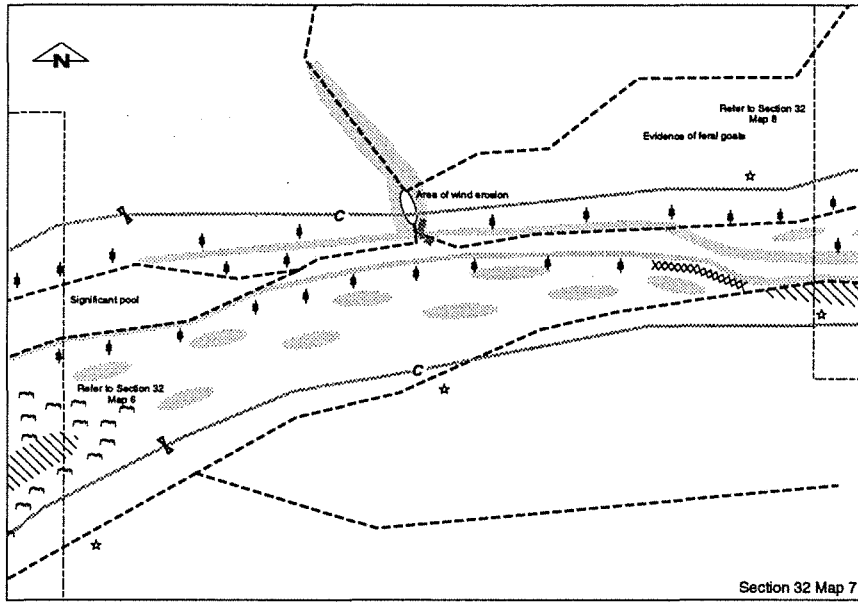 N
Refer to Section 32
Map 8
Evidence of feral goats
Area of wind erosion
C
Significant pool
C
Refer to Section 32
Map 6
Section 32 Map 7